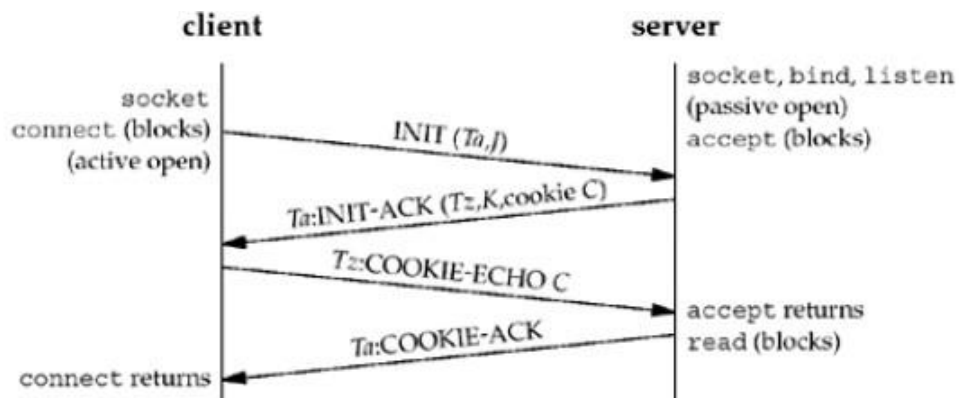 client
server
socket
connect (blocks)
(active open)
socket, bind, listen
(passive open)
accept (blocks)
INIT (Ta,J)
Ta:INIT-ACK (Tz,K,cookie C)
Tz:COOKIE-ECHO C
accept returns
read (blocks)
Ta:COOKIE-ACK
connect returns